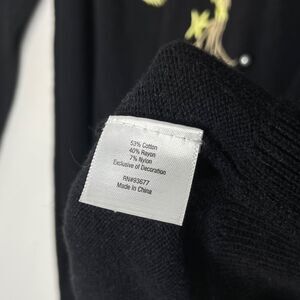 53% Cotton
40% Rayon
7% Nylon
Exclusive of Decoration
RN#93677
Made In China